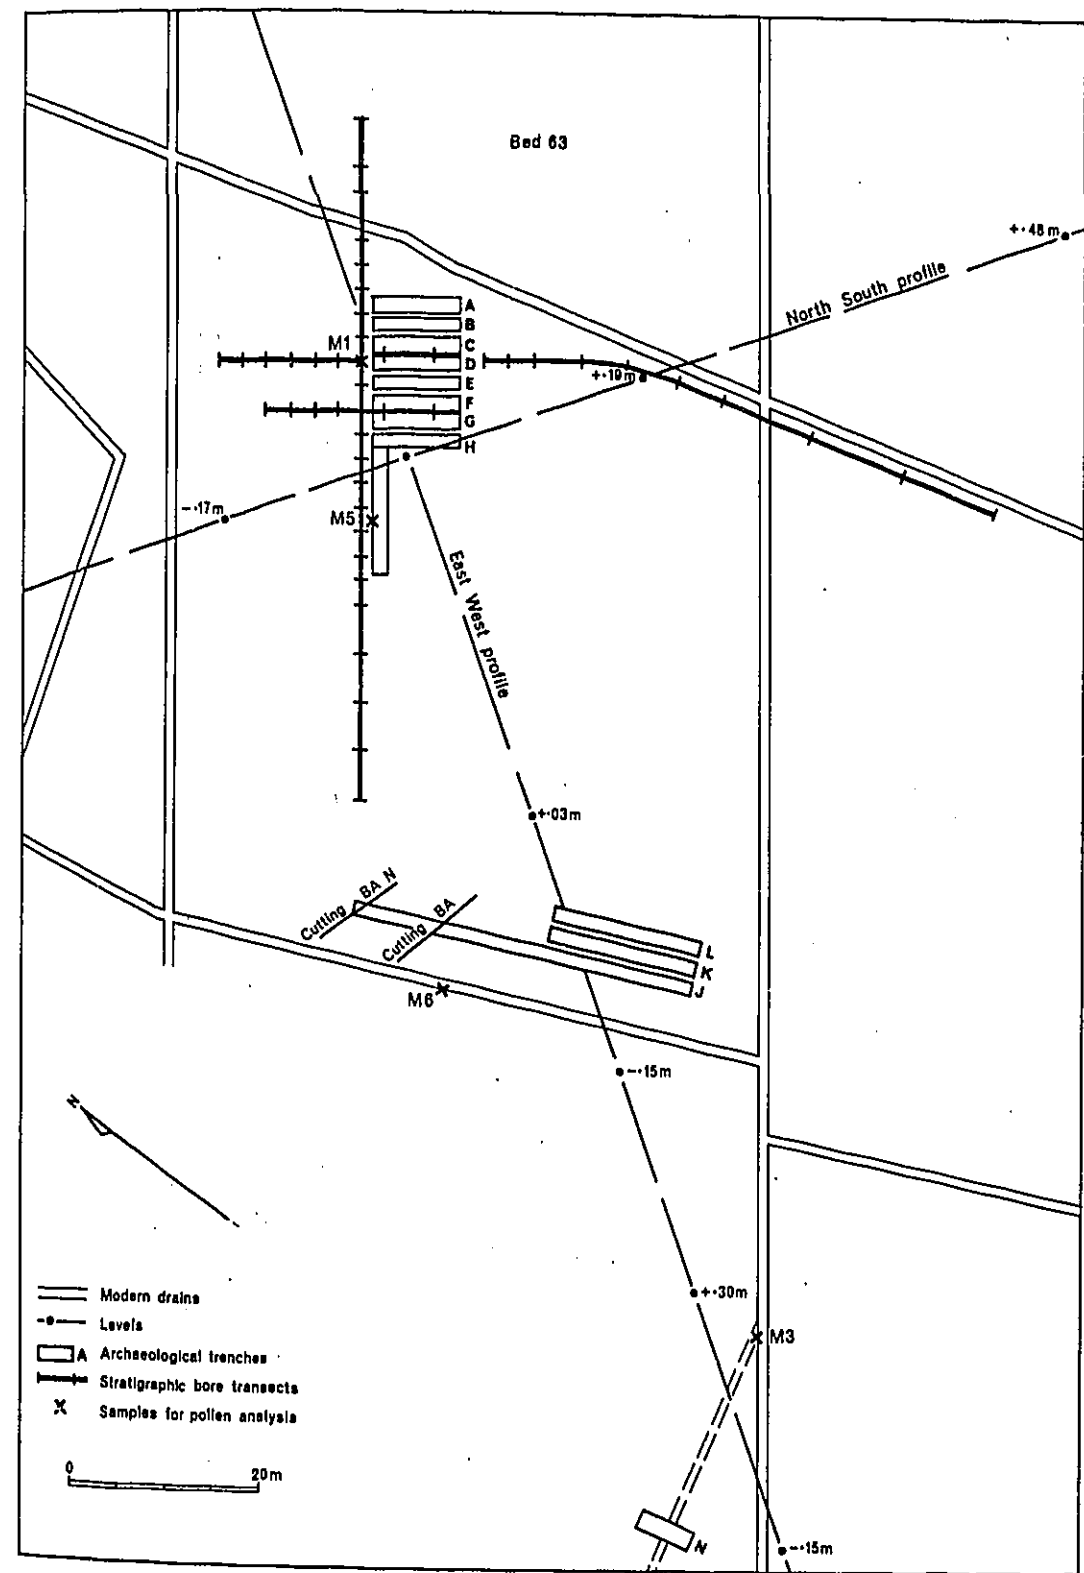 Bed 63
+·48 m
North South profile
A
B
M1
C
D
+·19m
E
F
G
H
-·17m
M5
East West profile
+·03m
Cutting BA N
Cutting BA
L
K
J
M6
-·15m
N
+·30m
M3
Modern drains
Levels
A Archaeological trenches
Stratigraphic bore transects
Samples for pollen analysis
0 20m
N
-·15m